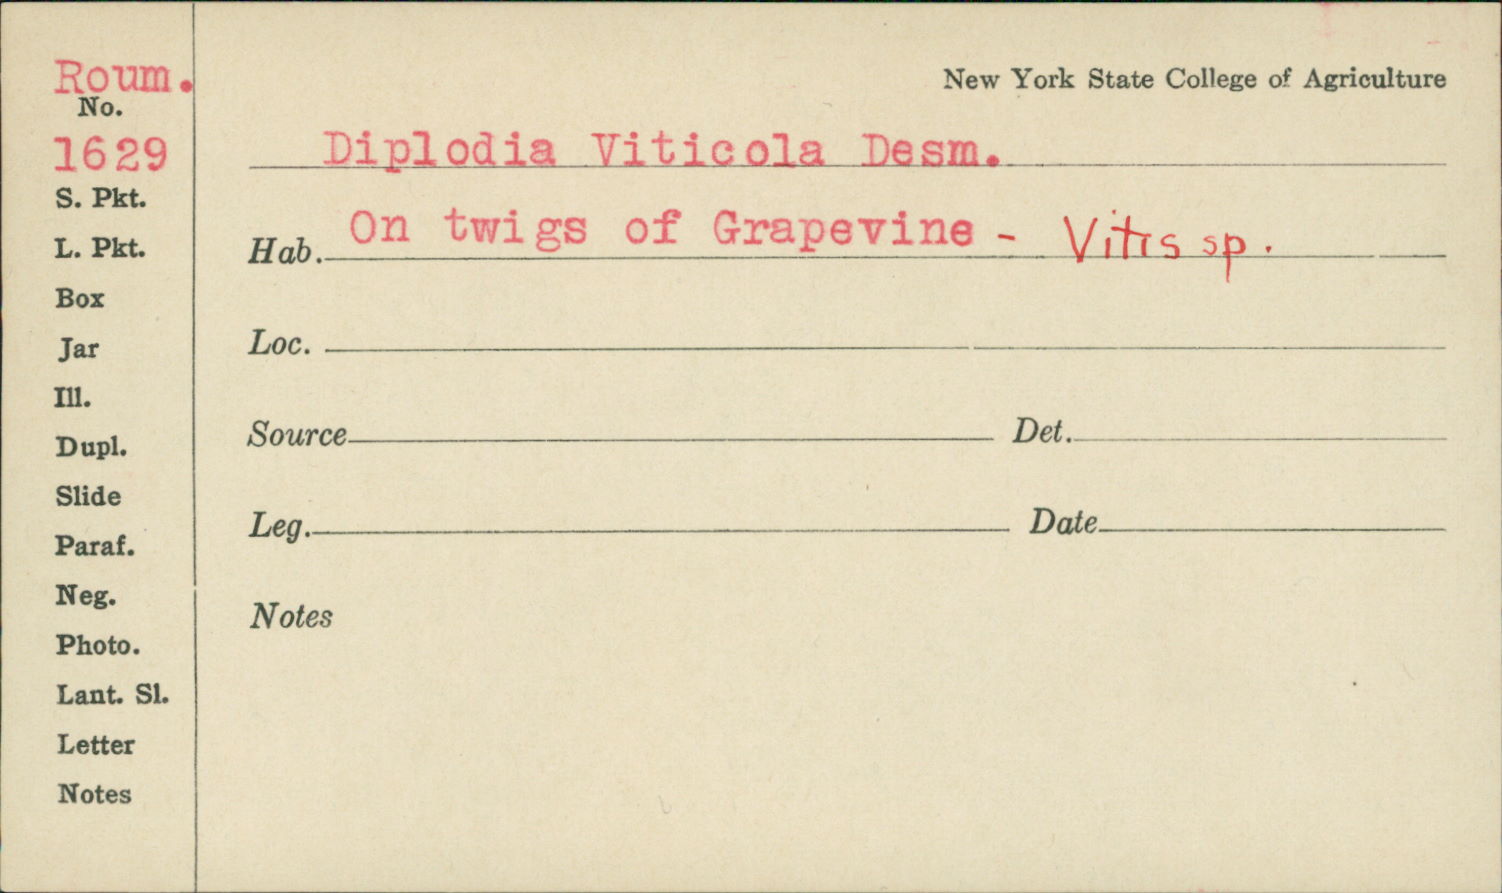 Roum.
No.
1629
S. Pkt.
L. Pkt.
Box
Jar
Ill.
Dupl.
Slide
Paraf.
Neg.
Photo.
Lant. Sl.
Letter
Notes
New York State College of Agriculture
Diplodia Viticola Desm.
Hab. On twigs of Grapevine - Vitis sp.
Loc.
Source Det.
Leg. Date
Notes